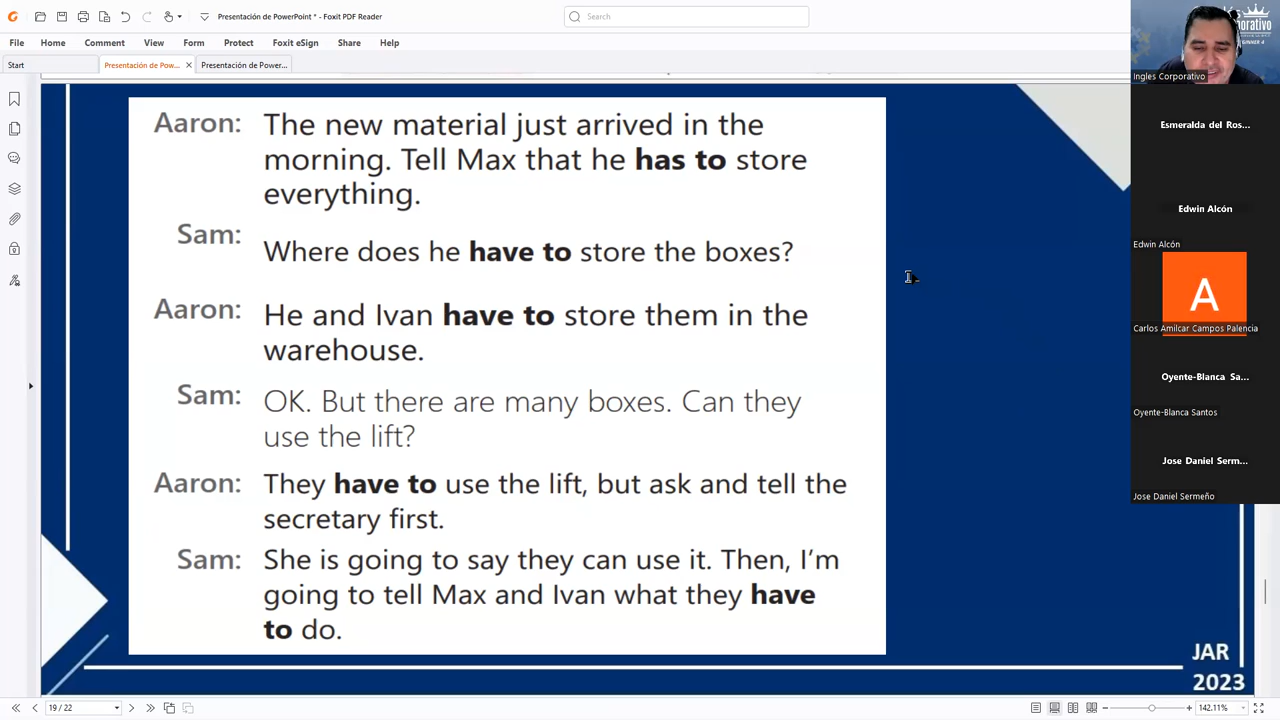 Presentación de PowerPoint * - Foxit PDF Reader
Search
File Home Comment View Form Protect Foxit eSign Share Help
Start
Presentación de Pow...
Presentación de Power...
Aaron: The new material just arrived in the
morning. Tell Max that he has to store
everything.
Sam: Where does he have to store the boxes?
Aaron: He and Ivan have to store them in the
warehouse.
Sam: OK. But there are many boxes. Can they
use the lift?
Aaron: They have to use the lift, but ask and tell the
secretary first.
Sam: She is going to say they can use it. Then, I'm
going to tell Max and Ivan what they have
to do.
JAR
2023
19 / 22
142.11%
Ingles Corporativo
Esmeralda del Ros...
Edwin Alcón
Edwin Alcón
A
Carlos Amilcar Campos Palencia
Oyente-Blanca Sa...
Oyente-Blanca Santos
Jose Daniel Serm...
Jose Daniel Sermeño